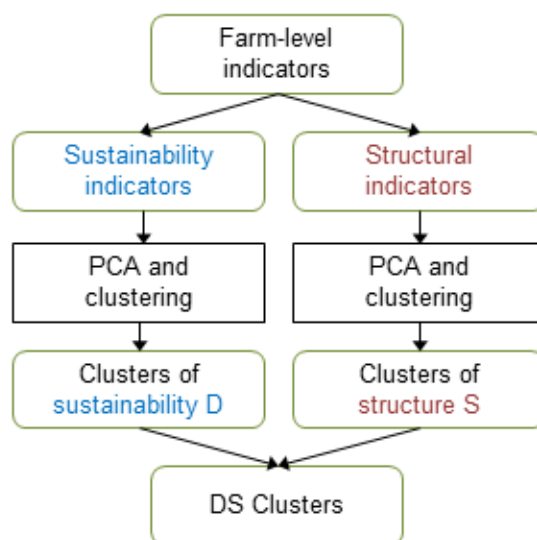 Farm-level
indicators
Sustainability
indicators
Structural
indicators
PCA and
clustering
PCA and
clustering
Clusters of
sustainability D
Clusters of
structure S
DS Clusters